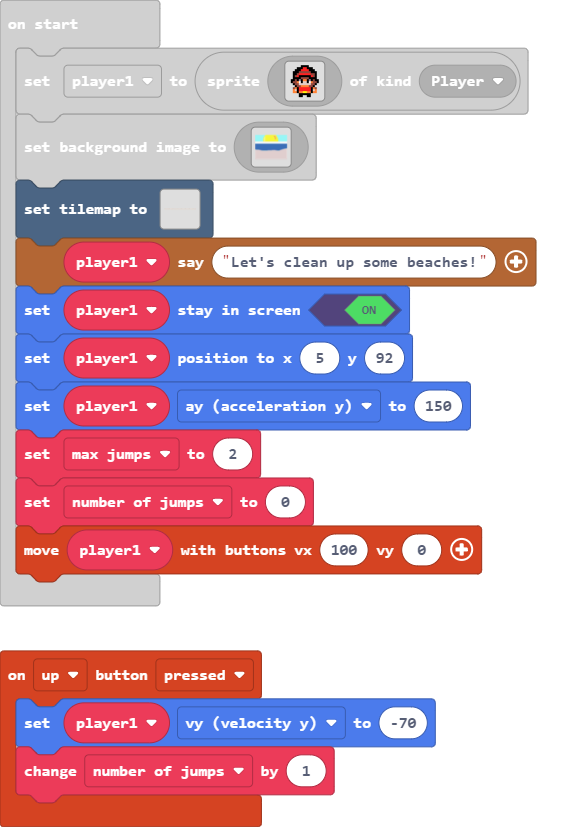 on start
set player1 to sprite of kind Player
set background image to
set tilemap to
player1 say "Let's clean up some beaches!"
set player1 stay in screen ON
set player1 position to x 5 y 92
set player1 ay (acceleration y) to 150
set max jumps to 2
set number of jumps to 0
move player1 with buttons vx 100 vy 0
on up button pressed
set player1 vy (velocity y) to -70
change number of jumps by 1